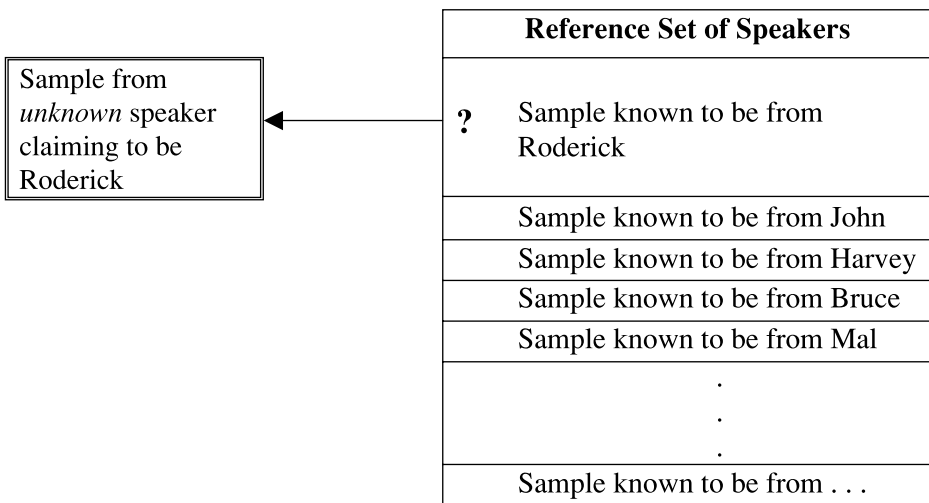 Reference Set of Speakers
Sample from
unknown speaker
claiming to be
Roderick
?
Sample known to be from
Roderick
Sample known to be from John
Sample known to be from Harvey
Sample known to be from Bruce
Sample known to be from Mal
.
.
.
Sample known to be from . . .